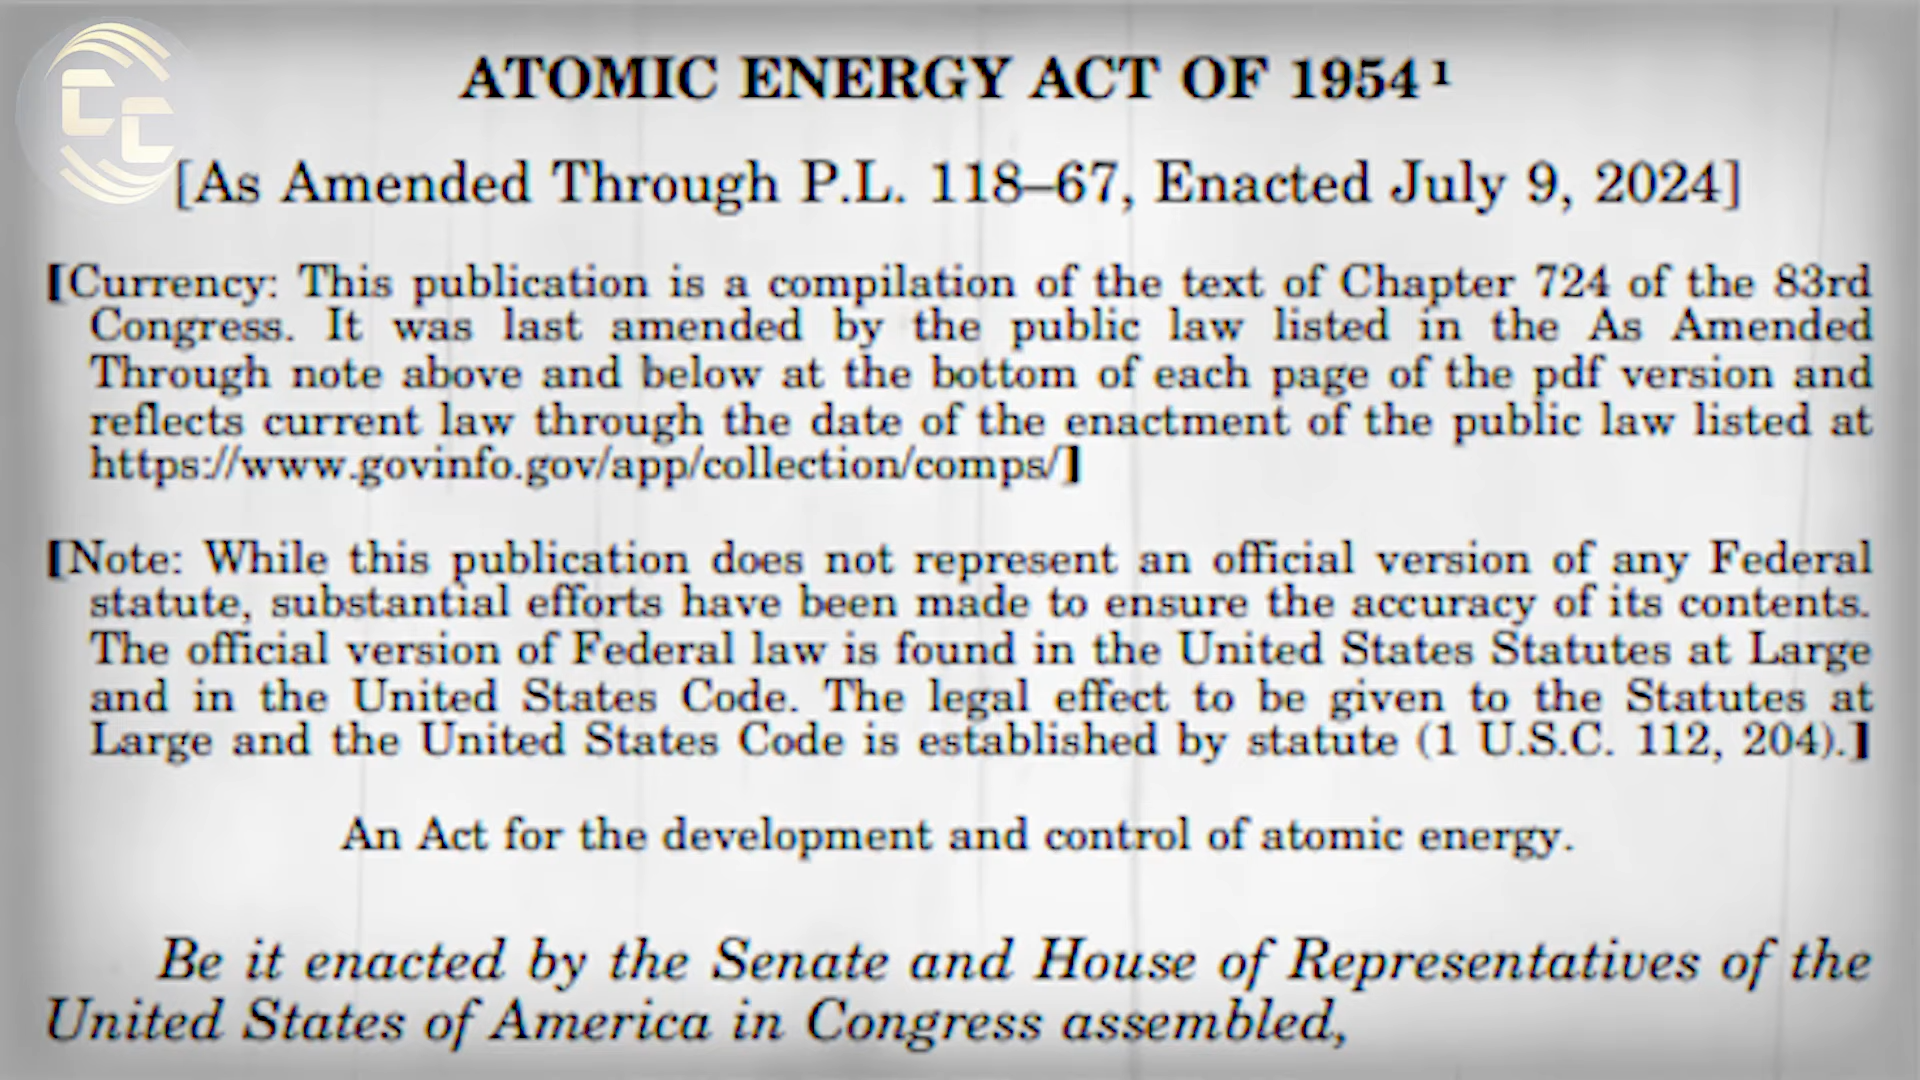 CC
ATOMIC ENERGY ACT OF 1954 1
[As Amended Through P.L. 118–67, Enacted July 9, 2024]
[Currency: This publication is a compilation of the text of Chapter 724 of the 83rd
Congress. It was last amended by the public law listed in the As Amended
Through note above and below at the bottom of each page of the pdf version and
reflects current law through the date of the enactment of the public law listed at
https://www.govinfo.gov/app/collection/comps/]
[Note: While this publication does not represent an official version of any Federal
statute, substantial efforts have been made to ensure the accuracy of its contents.
The official version of Federal law is found in the United States Statutes at Large
and in the United States Code. The legal effect to be given to the Statutes at
Large and the United States Code is established by statute (1 U.S.C. 112, 204).]
An Act for the development and control of atomic energy.
Be it enacted by the Senate and House of Representatives of the
United States of America in Congress assembled,